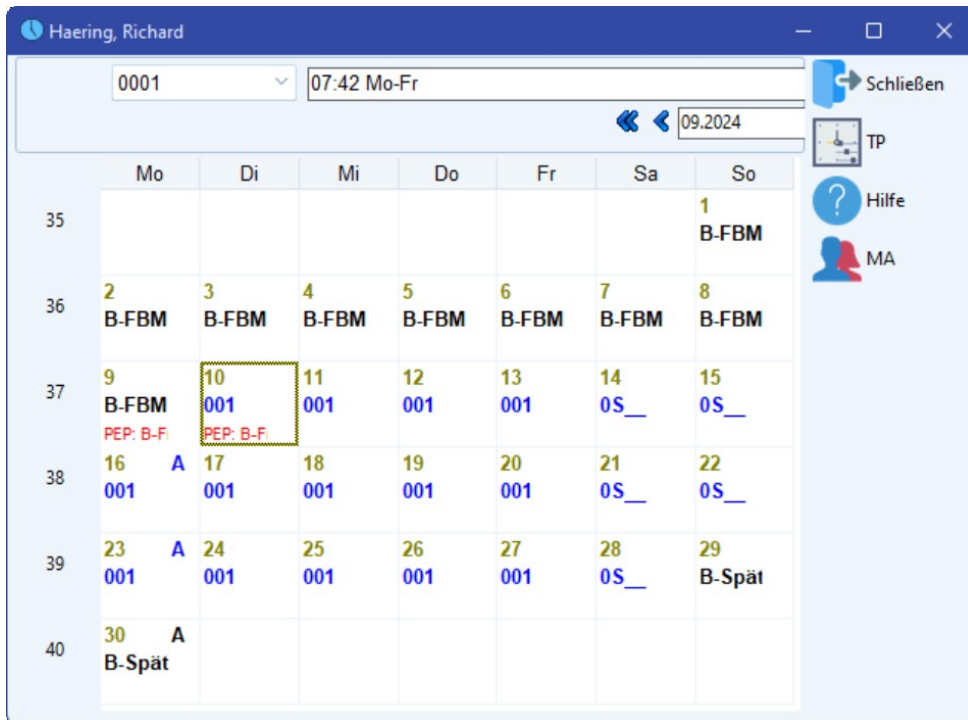 Haering, Richard
0001 07:42 Mo-Fr Schließen
09.2024 TP
Mo Di Mi Do Fr Sa So
Hilfe
35 1
B-FBM
MA
36 2 3 4 5 6 7 8
B-FBM B-FBM B-FBM B-FBM B-FBM B-FBM B-FBM
37 9 10 11 12 13 14 15
B-FBM 001 001 001 001 0S__ 0S__
PEP: B-F PEP: B-F
38 16 A 17 18 19 20 21 22
001 001 001 001 001 0S__ 0S__
39 23 A 24 25 26 27 28 29
001 001 001 001 001 0S__ B-Spät
40 30 A
B-Spät